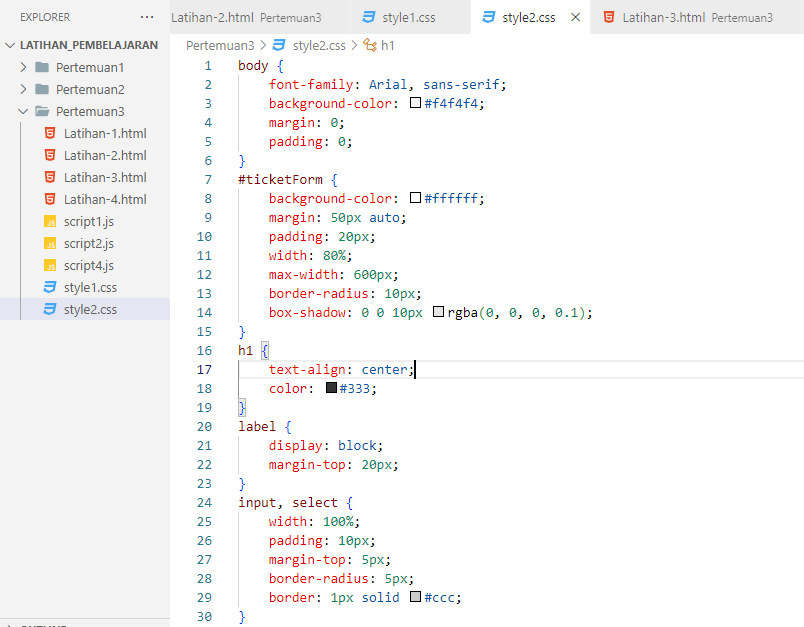 EXPLORER
LATIHAN_PEMBELAJARAN
Pertemuan1
Pertemuan2
Pertemuan3
Latihan-1.html
Latihan-2.html
Latihan-3.html
Latihan-4.html
script1.js
script2.js
script4.js
style1.css
style2.css
Latihan-2.html Pertemuan3
style1.css
style2.css
Latihan-3.html Pertemuan3
Pertemuan3 > style2.css > h1
1 body {
2 font-family: Arial, sans-serif;
3 background-color: #f4f4f4;
4 margin: 0;
5 padding: 0;
6 }
7 #ticketForm {
8 background-color: #ffffff;
9 margin: 50px auto;
10 padding: 20px;
11 width: 80%;
12 max-width: 600px;
13 border-radius: 10px;
14 box-shadow: 0 0 10px rgba(0, 0, 0, 0.1);
15 }
16 h1 {
17 text-align: center;
18 color: #333;
19 }
20 label {
21 display: block;
22 margin-top: 20px;
23 }
24 input, select {
25 width: 100%;
26 padding: 10px;
27 margin-top: 5px;
28 border-radius: 5px;
29 border: 1px solid #ccc;
30 }